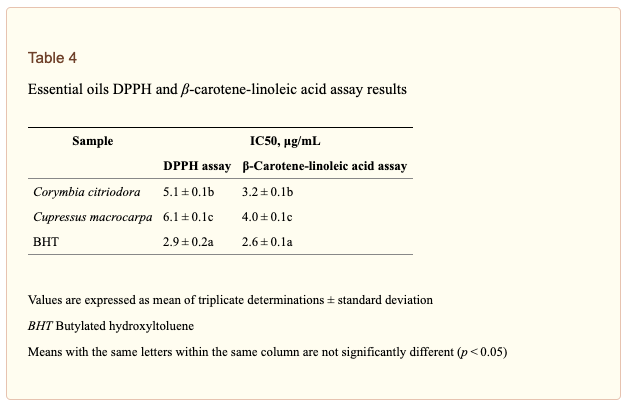 Table 4
Essential oils DPPH and β-carotene-linoleic acid assay results
Sample IC50, μg/mL
DPPH assay β-Carotene-linoleic acid assay
Corymbia citriodora 5.1 ± 0.1b 3.2 ± 0.1b
Cupressus macrocarpa 6.1 ± 0.1c 4.0 ± 0.1c
BHT 2.9 ± 0.2a 2.6 ± 0.1a
Values are expressed as mean of triplicate determinations ± standard deviation
BHT Butylated hydroxyltoluene
Means with the same letters within the same column are not significantly different (p < 0.05)